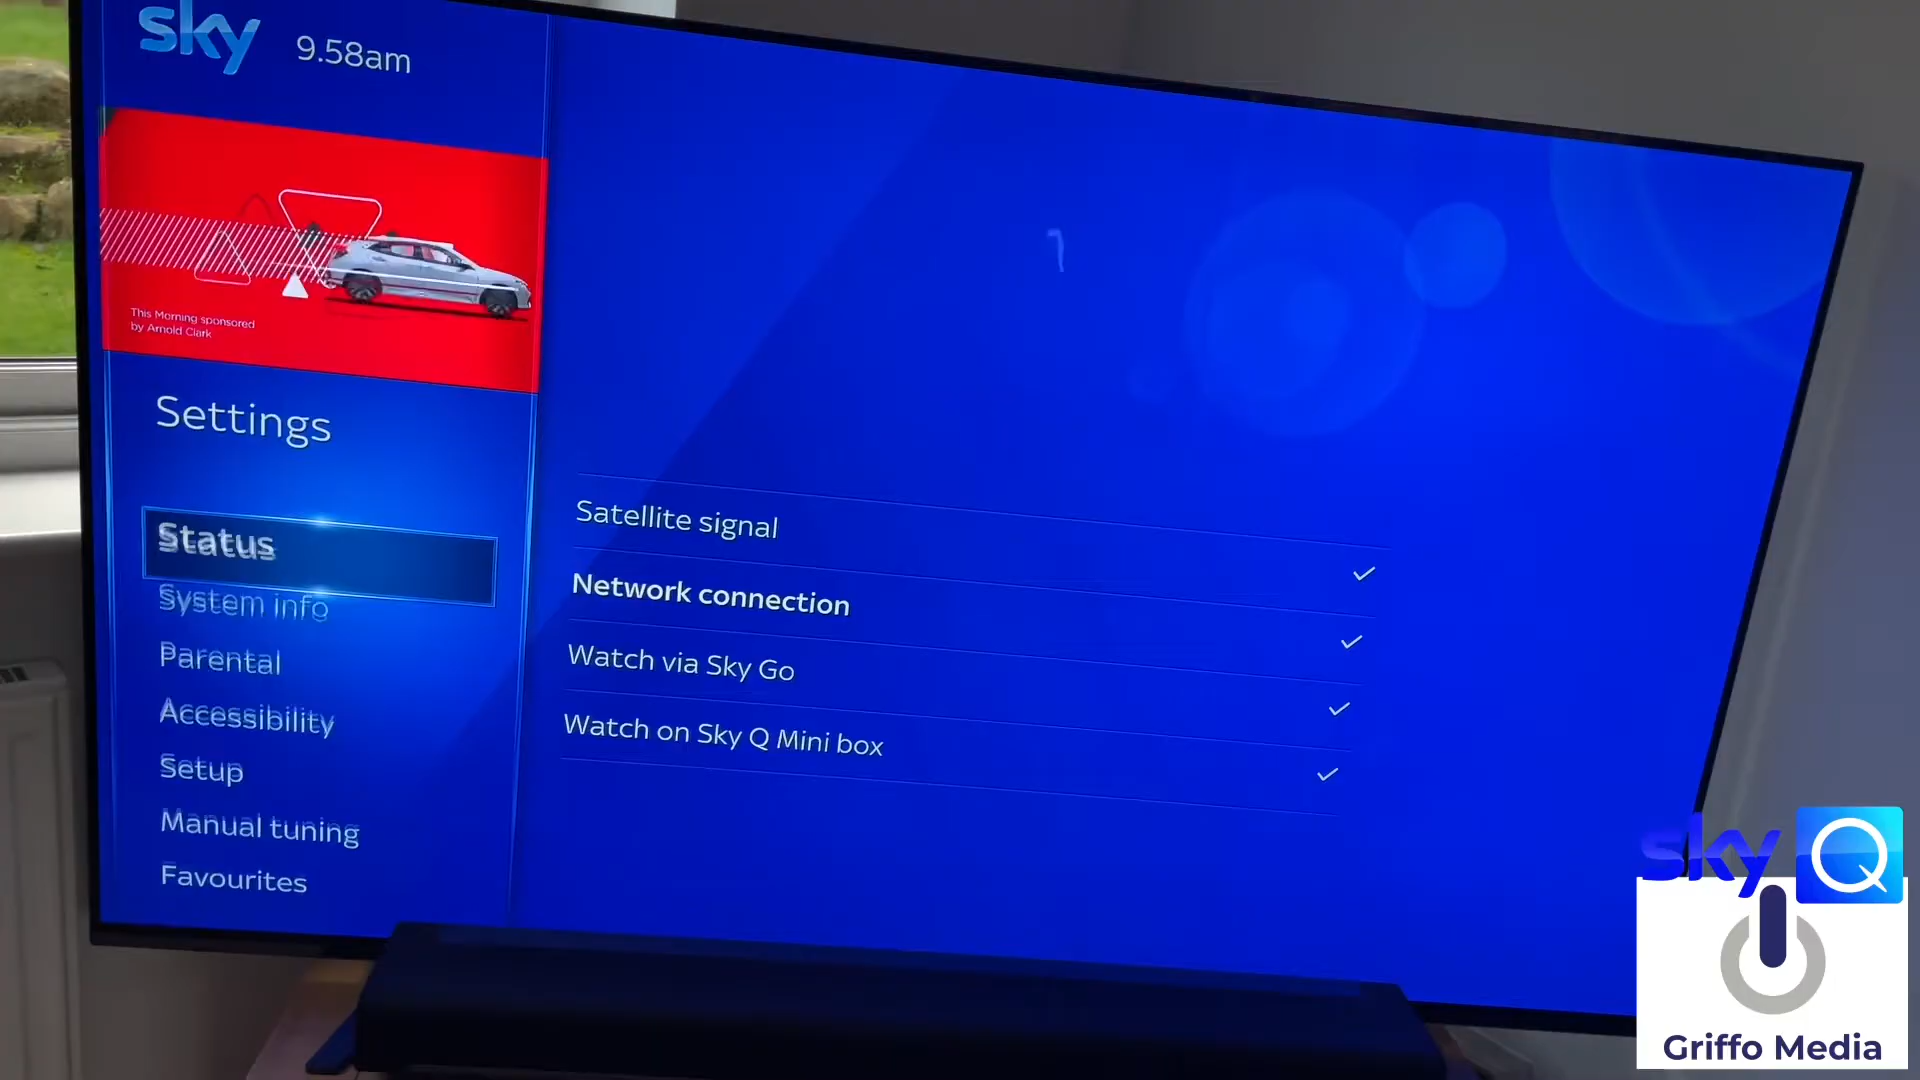 sky 9.58am
This Morning sponsored
by Arnold Clark
Settings
Status
System info
Parental
Accessibility
Setup
Manual tuning
Favourites
Satellite signal
Network connection
Watch via Sky Go
Watch on Sky Q Mini box
sky Q
Griffo Media